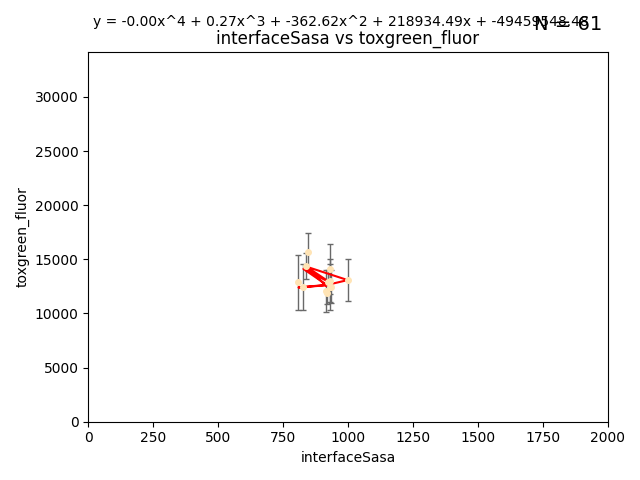 y = -0.00x^4 + 0.27x^3 + -362.62x^2 + 218934.49x +
N = 61
interfaceSasa vs toxgreen_fluor
30000
25000
20000
15000
10000
5000
0
toxgreen_fluor
0 250 500 750 1000 1250 1500 1750 2000
interfaceSasa